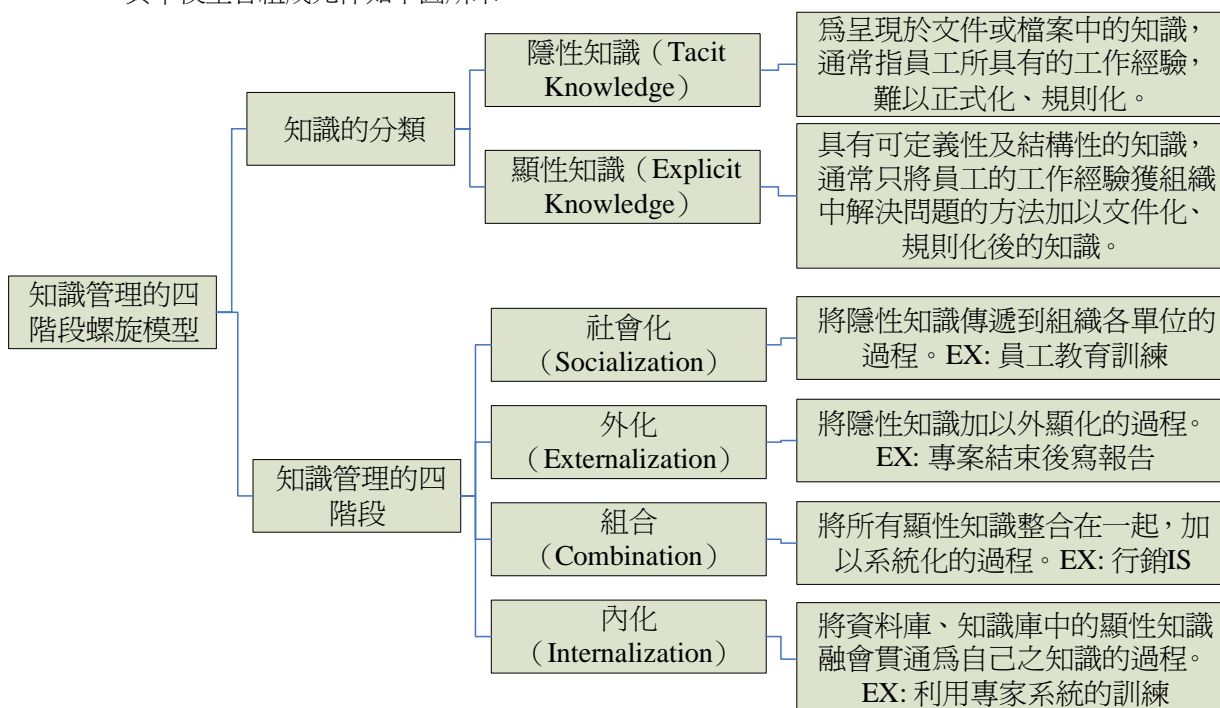 隱性知識（Tacit
Knowledge）
為呈現於文件或檔案中的知識，
通常指員工所具有的工作經驗，
難以正式化、規則化。
知識的分類
顯性知識（Explicit
Knowledge）
具有可定義性及結構性的知識，
通常只將員工的工作經驗獲組織
中解決問題的方法加以文件化、
規則化後的知識。
知識管理的四
階段螺旋模型
社會化
（Socialization）
將隱性知識傳遞到組織各單位的
過程。EX: 員工教育訓練
外化
（Externalization）
將隱性知識加以外顯化的過程。
EX: 專案結束後寫報告
知識管理的四
階段
組合
（Combination）
將所有顯性知識整合在一起，加
以系統化的過程。EX: 行銷IS
內化
（Internalization）
將資料庫、知識庫中的顯性知識
融會貫通為自己之知識的過程。
EX: 利用專家系統的訓練